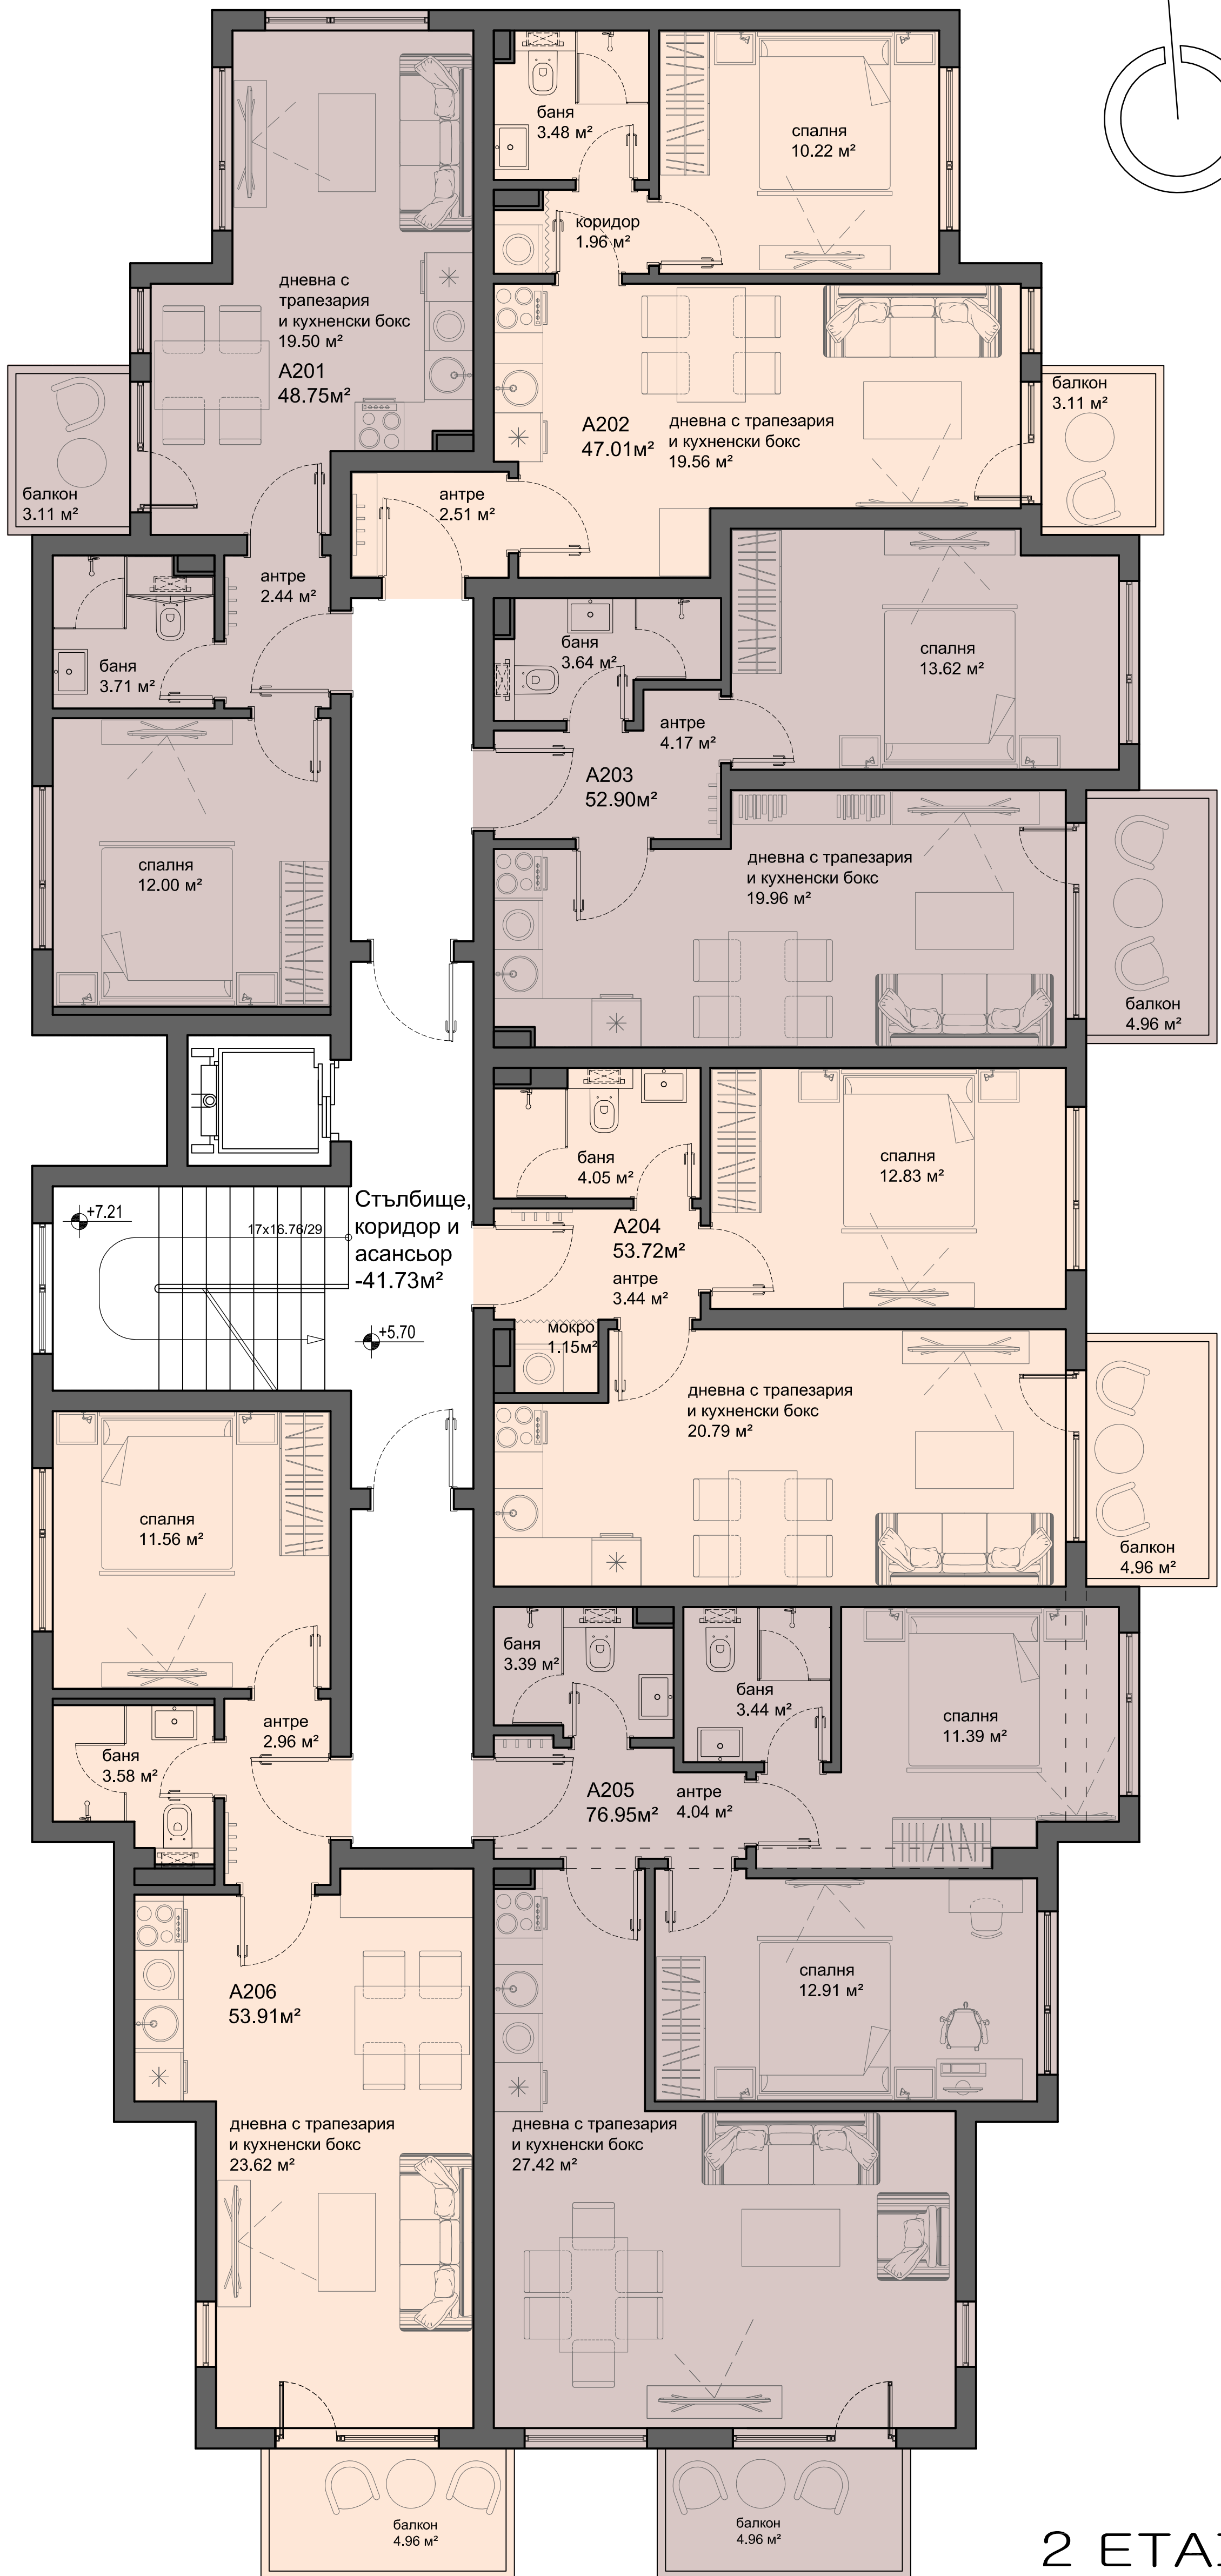 баня
3.48 м²
спалня
10.22 м²
коридор
1.96 м²
дневна с
трапезария
и кухненски бокс
19.50 м²
А201
48.75м²
балкон
3.11 м²
А202
47.01м²
дневна с трапезария
и кухненски бокс
19.56 м²
балкон
3.11 м²
антре
2.51 м²
антре
2.44 м²
баня
3.71 м²
баня
3.64 м²
спалня
13.62 м²
антре
4.17 м²
А203
52.90м²
спалня
12.00 м²
дневна с трапезария
и кухненски бокс
19.96 м²
балкон
4.96 м²
баня
4.05 м²
спалня
12.83 м²
+7.21
17x16.76/29
Стълбище,
коридор и
асансьор
-41.73м²
+5.70
А204
53.72м²
антре
3.44 м²
мокро
1.15м²
дневна с трапезария
и кухненски бокс
20.79 м²
балкон
4.96 м²
спалня
11.56 м²
баня
3.39 м²
баня
3.44 м²
спалня
11.39 м²
антре
2.96 м²
баня
3.58 м²
А205
76.95м²
антре
4.04 м²
А206
53.91м²
спалня
12.91 м²
дневна с трапезария
и кухненски бокс
23.62 м²
дневна с трапезария
и кухненски бокс
27.42 м²
балкон
4.96 м²
балкон
4.96 м²
2